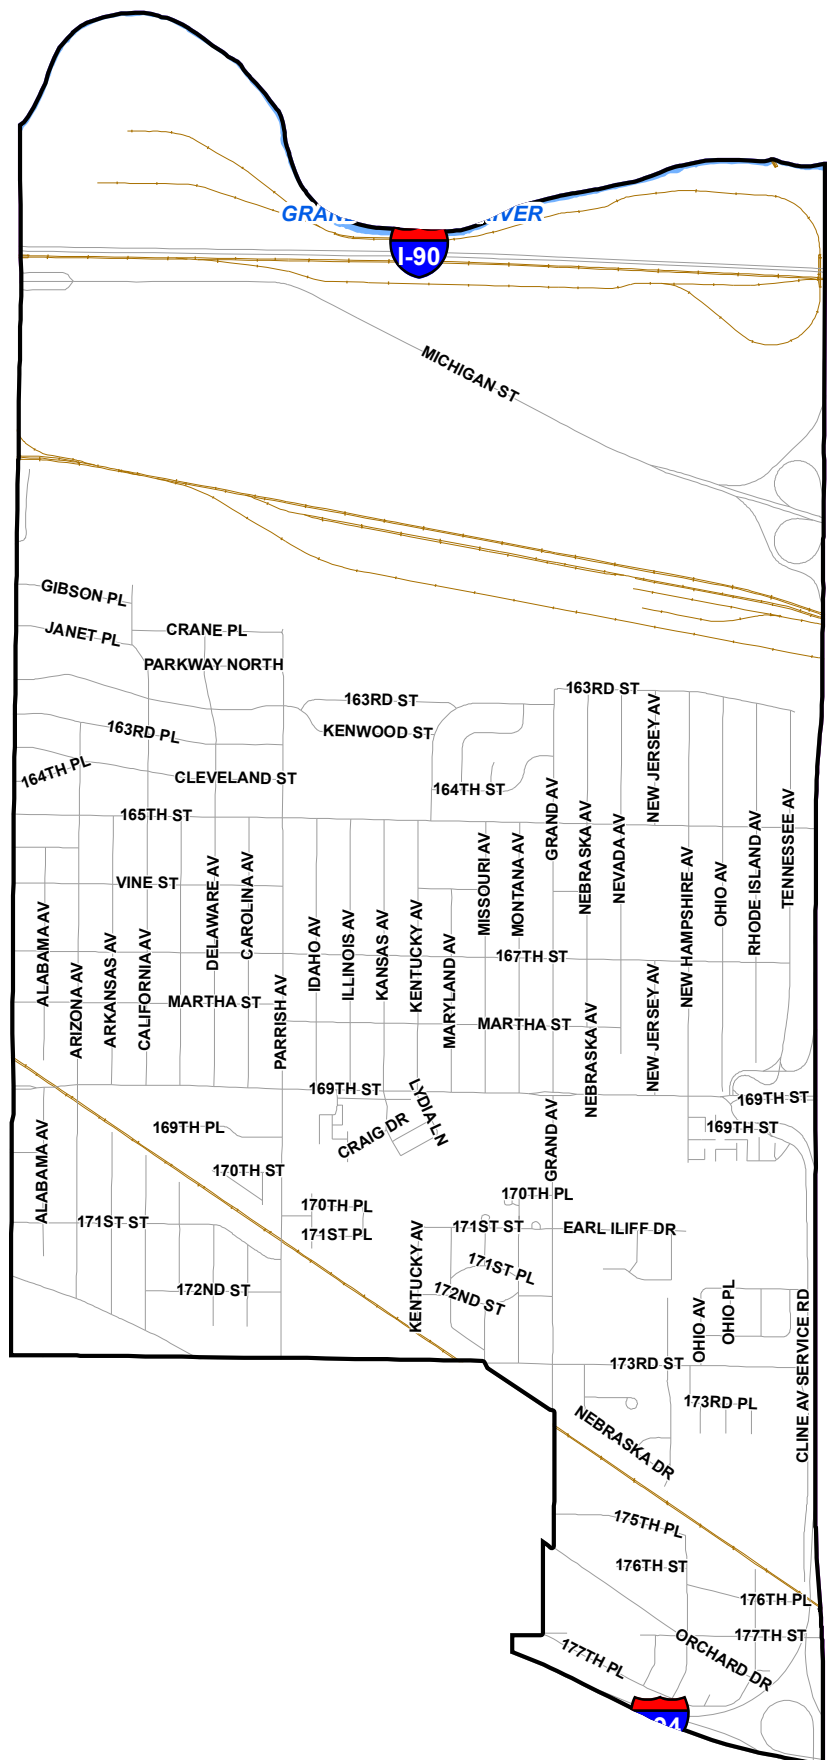 GRAN
IVER
I-90
MICHIGAN ST
GIBSON PL
JANET PL
CRANE PL
PARKWAY NORTH
163RD ST
163RD ST
163RD PL
KENWOOD ST
NEW JERSEY AV
164TH PL
CLEVELAND ST
164TH ST
165TH ST
GRAND AV
NEBRASKA AV
NEVADA AV
TENNESSEE AV
RHODE ISLAND AV
VINE ST
DELAWARE AV
CAROLINA AV
MISSOURI AV
MONTANA AV
OHIO AV
NEW HAMPSHIRE AV
ALABAMA AV
ARIZONA AV
ARKANSAS AV
CALIFORNIA AV
IDAHO AV
ILLINOIS AV
KANSAS AV
KENTUCKY AV
MARYLAND AV
167TH ST
MARTHA ST
PARRISH AV
MARTHA ST
NEBRASKA AV
NEW JERSEY AV
169TH ST
LYDIA LN
169TH ST
169TH ST
ALABAMA AV
169TH PL
CRAIG DR
GRAND AV
170TH ST
170TH PL
170TH PL
171ST ST
171ST PL
KENTUCKY AV
171ST ST
EARL ILIFF DR
171ST PL
172ND ST
172ND ST
OHIO AV
OHIO PL
CLINE AV SERVICE RD
173RD ST
173RD PL
NEBRASKA DR
175TH PL
176TH ST
176TH PL
177TH ST
177TH PL
ORCHARD DR